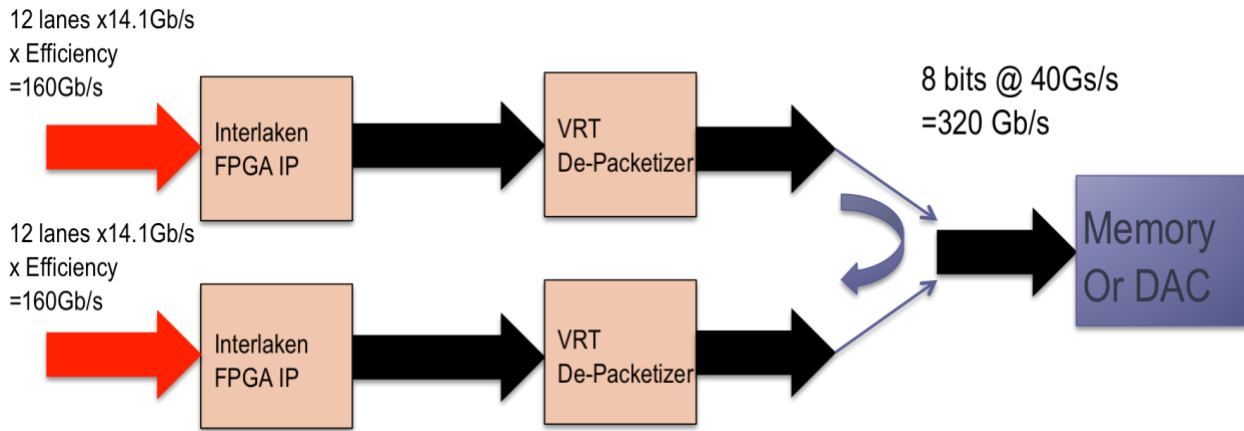 12 lanes x14.1Gb/s
x Efficiency
=160Gb/s
Interlaken
FPGA IP
VRT
De-Packetizer
8 bits @ 40Gs/s
=320 Gb/s
Memory
Or DAC
12 lanes x14.1Gb/s
x Efficiency
=160Gb/s
Interlaken
FPGA IP
VRT
De-Packetizer